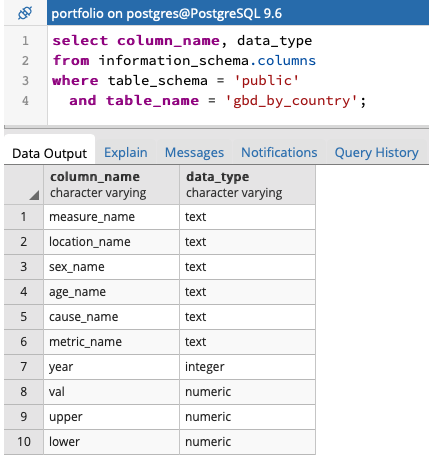 portfolio on postgres@PostgreSQL 9.6
1 select column_name, data_type
2 from information_schema.columns
3 where table_schema = 'public'
4 and table_name = 'gbd_by_country';
Data Output Explain Messages Notifications Query History
column_name data_type
character varying character varying
1 measure_name text
2 location_name text
3 sex_name text
4 age_name text
5 cause_name text
6 metric_name text
7 year integer
8 val numeric
9 upper numeric
10 lower numeric